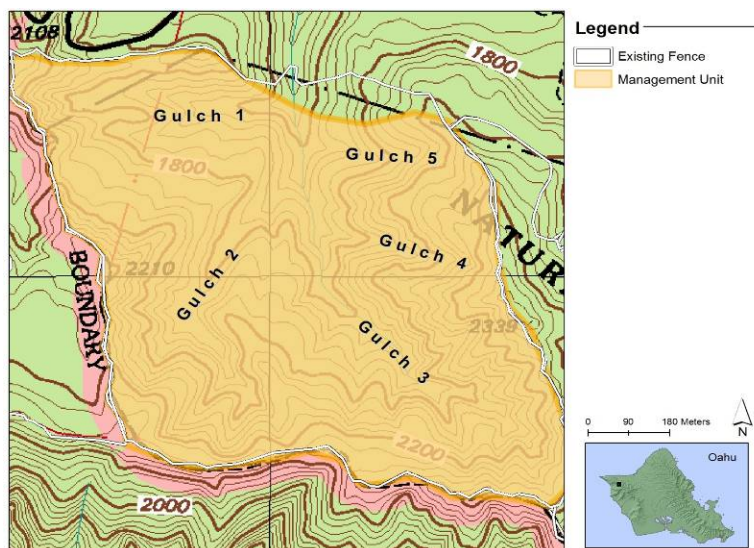 2108
1800
Gulch 1
Gulch 5
1800
NATUR
Gulch 4
2210
Gulch 2
BOUNDARY
2339
Gulch 3
2200
2000
Legend
Existing Fence
Management Unit
0 90 180 Meters
N
Oahu